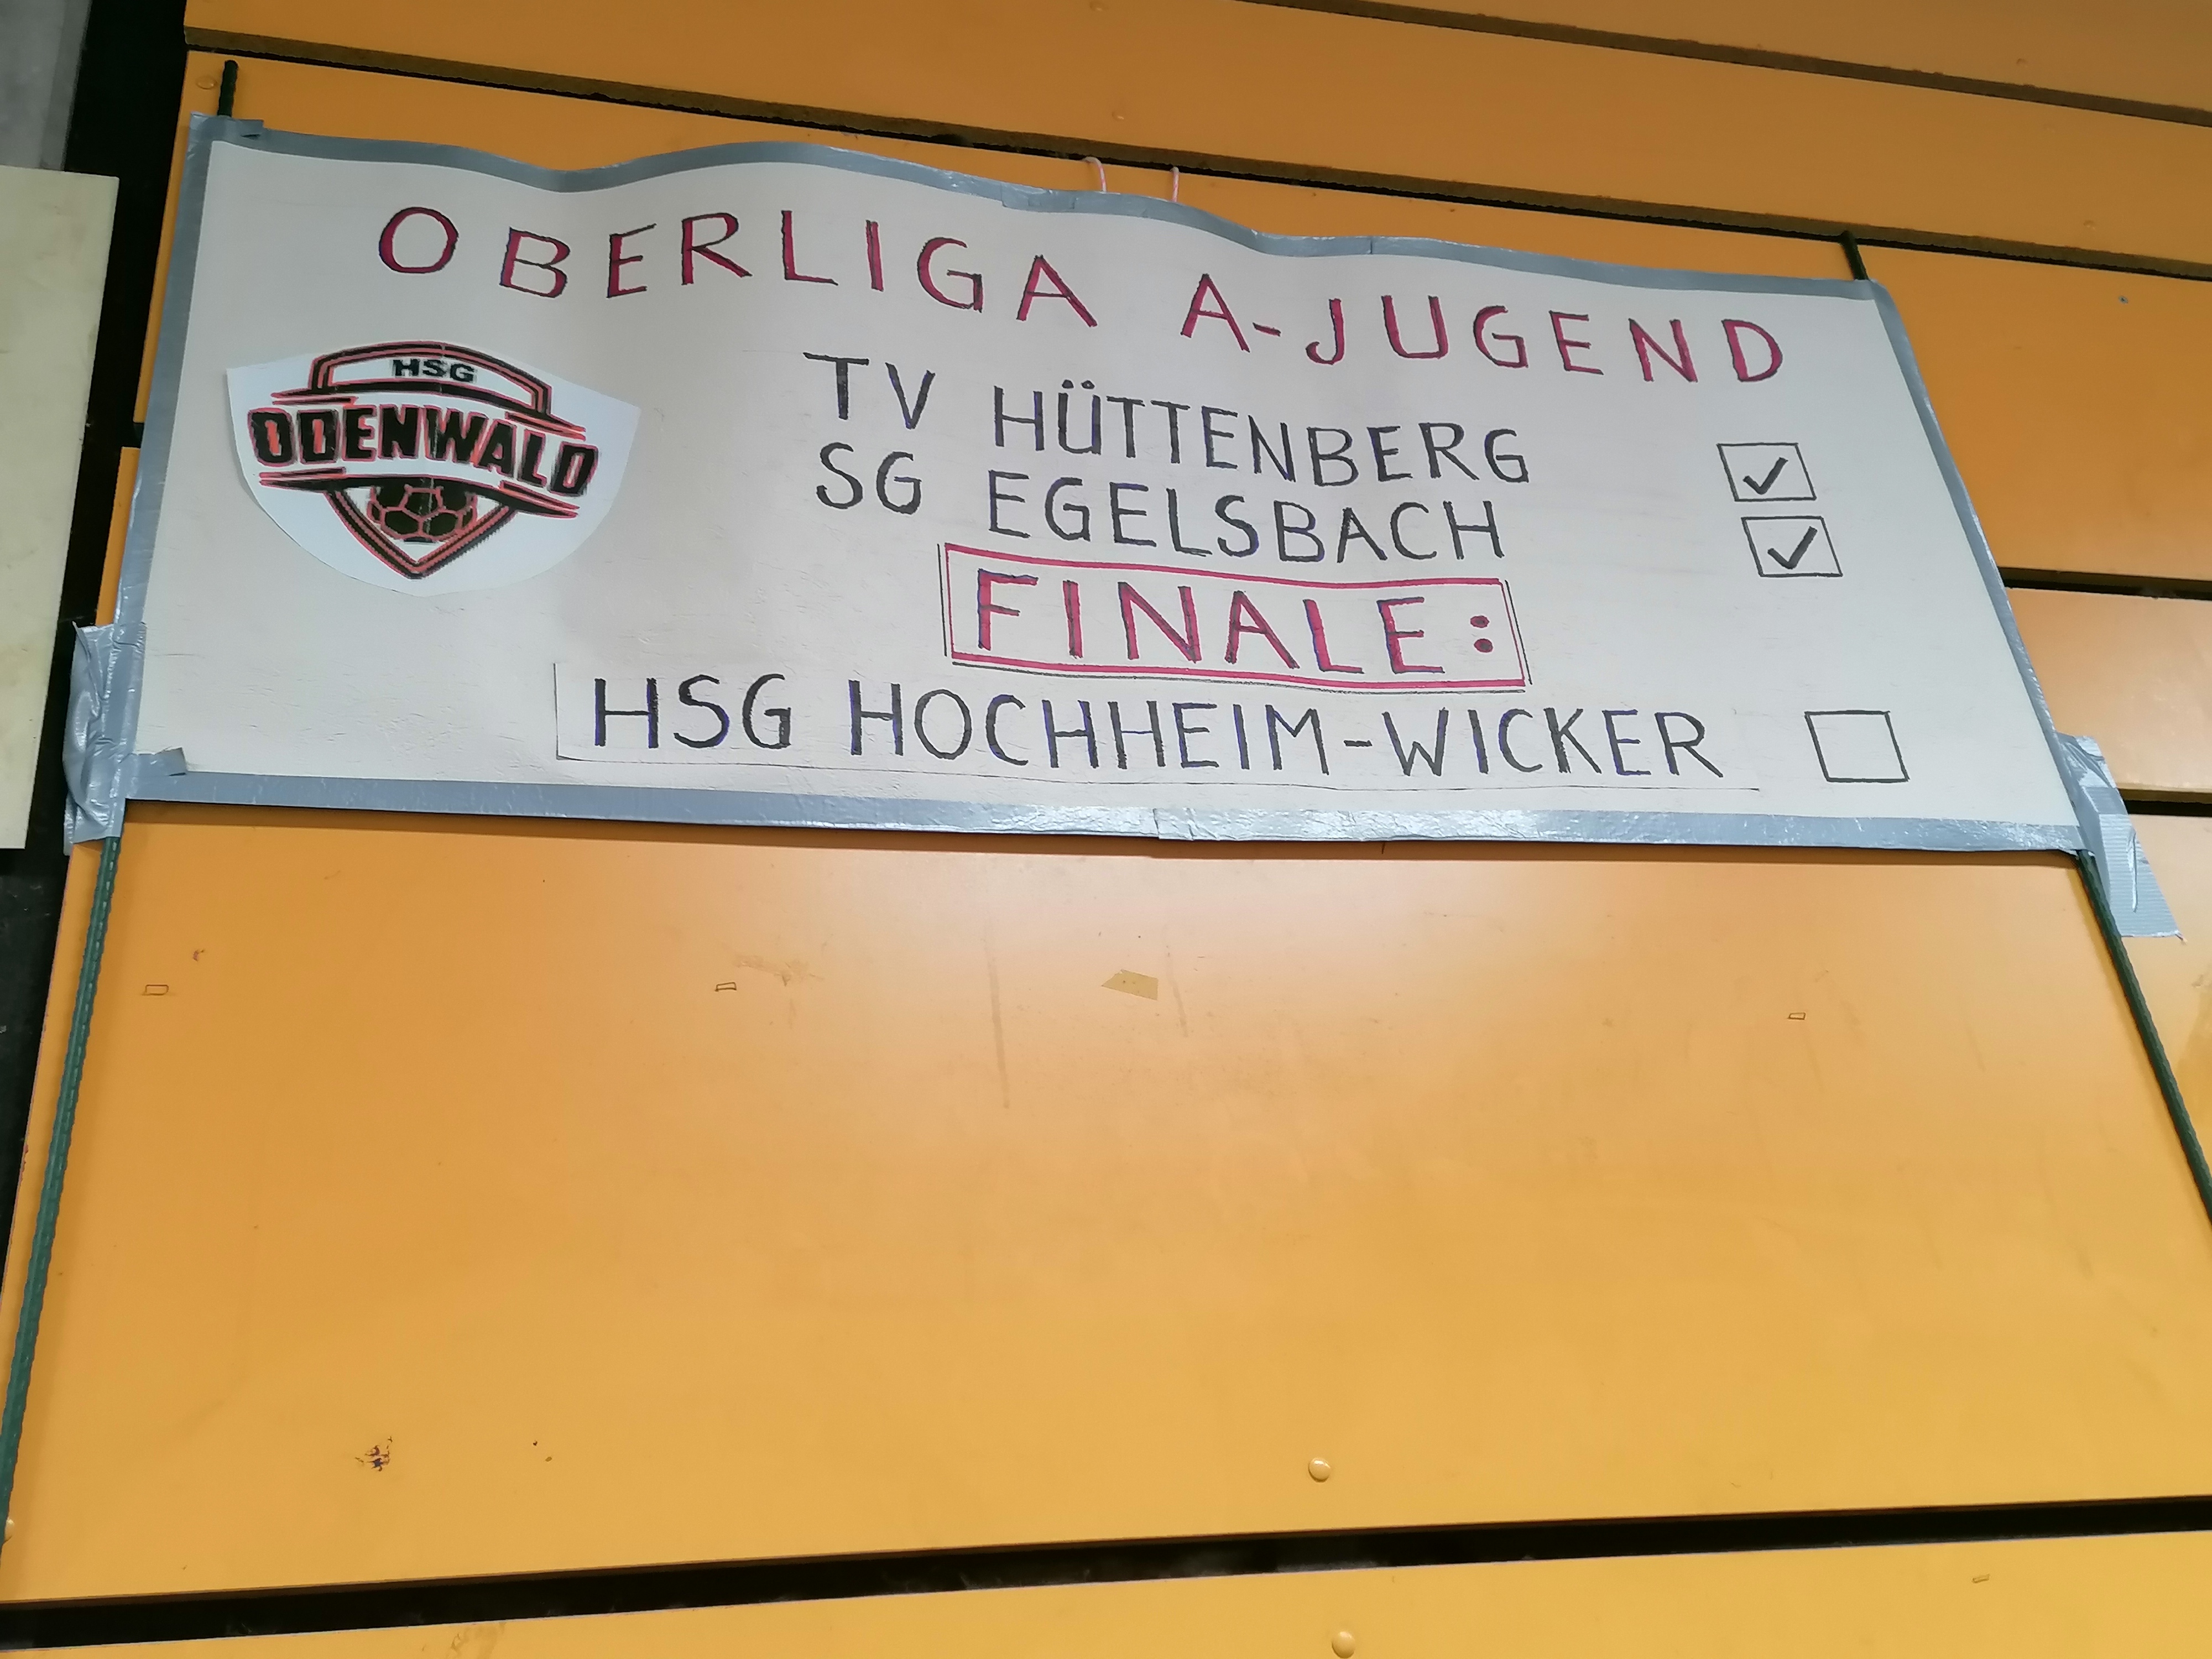 OBERLIGA A-JUGEND
HSG
ODENWALD
TV HÜTTENBERG
SG EGELSBACH
FINALE:
HSG HOCHHEIM-WICKER